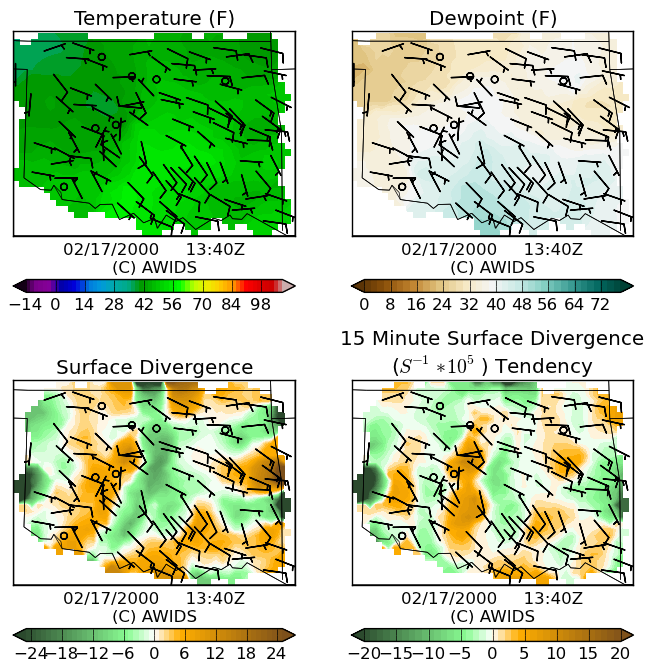 Temperature (F)
Dewpoint (F)
02/17/2000 13:40Z
(C) AWIDS
02/17/2000 13:40Z
(C) AWIDS
−14 0 14 28 42 56 70 84 98
0 8 16 24 32 40 48 56 64 72
Surface Divergence
15 Minute Surface Divergence
(S⁻¹ *10⁵ ) Tendency
02/17/2000 13:40Z
(C) AWIDS
02/17/2000 13:40Z
(C) AWIDS
−24 −18 −12 −6 0 6 12 18 24
−20 −15 −10 −5 0 5 10 15 20